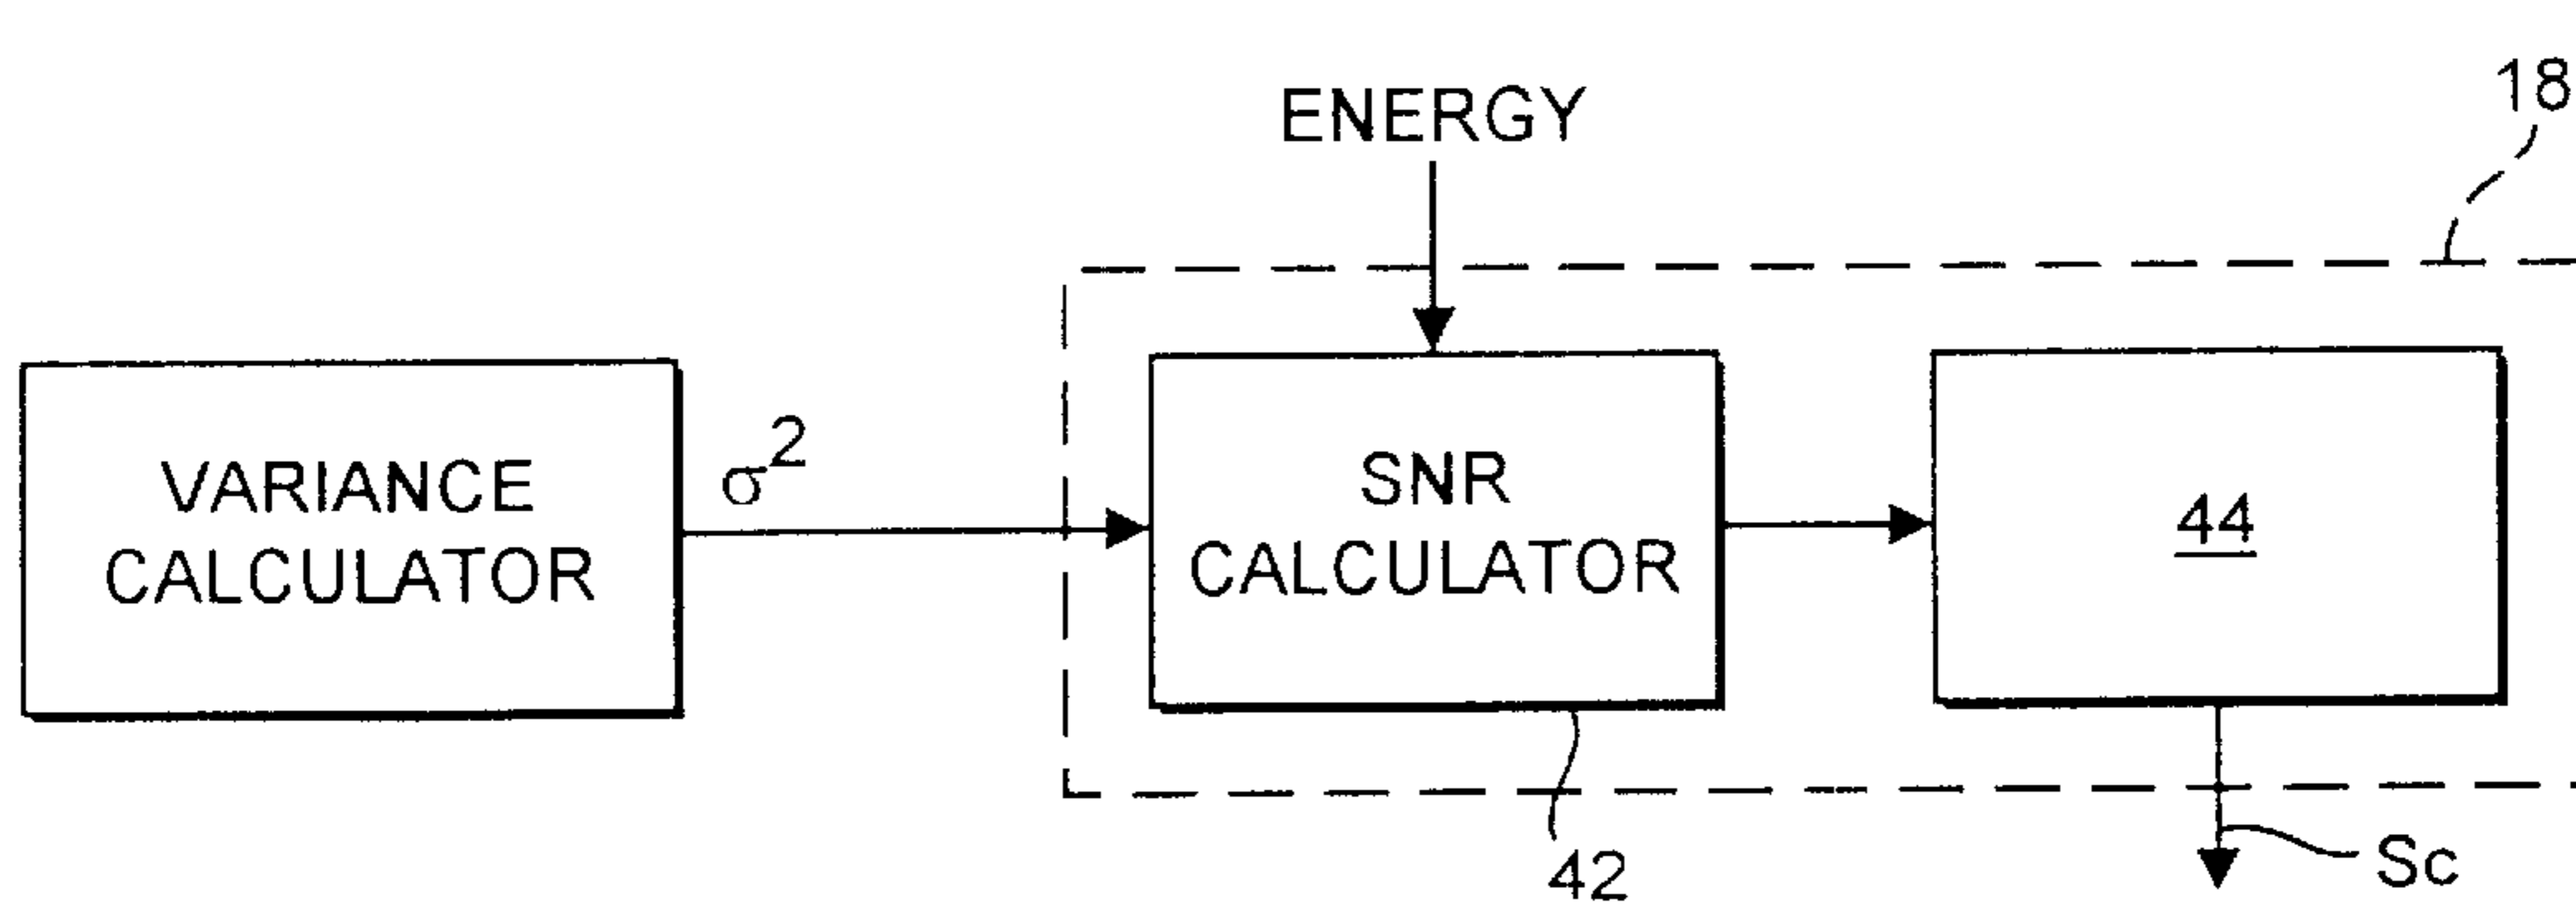 18
ENERGY
VARIANCE
CALCULATOR
σ²
SNR
CALCULATOR
44
42
Sc